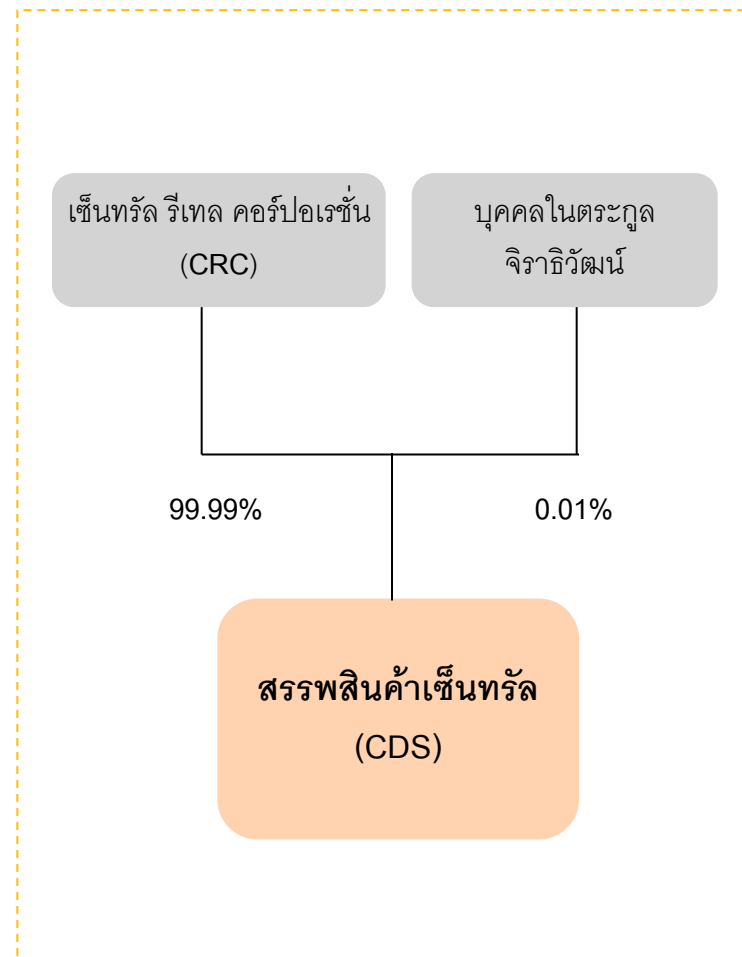 เซ็นทรัล รีเทล คอร์ปอเรชั่น
(CRC)
บุคคลในตระกูล
จิราธิวัฒน์
99.99%
0.01%
สรรพสินค้าเซ็นทรัล
(CDS)